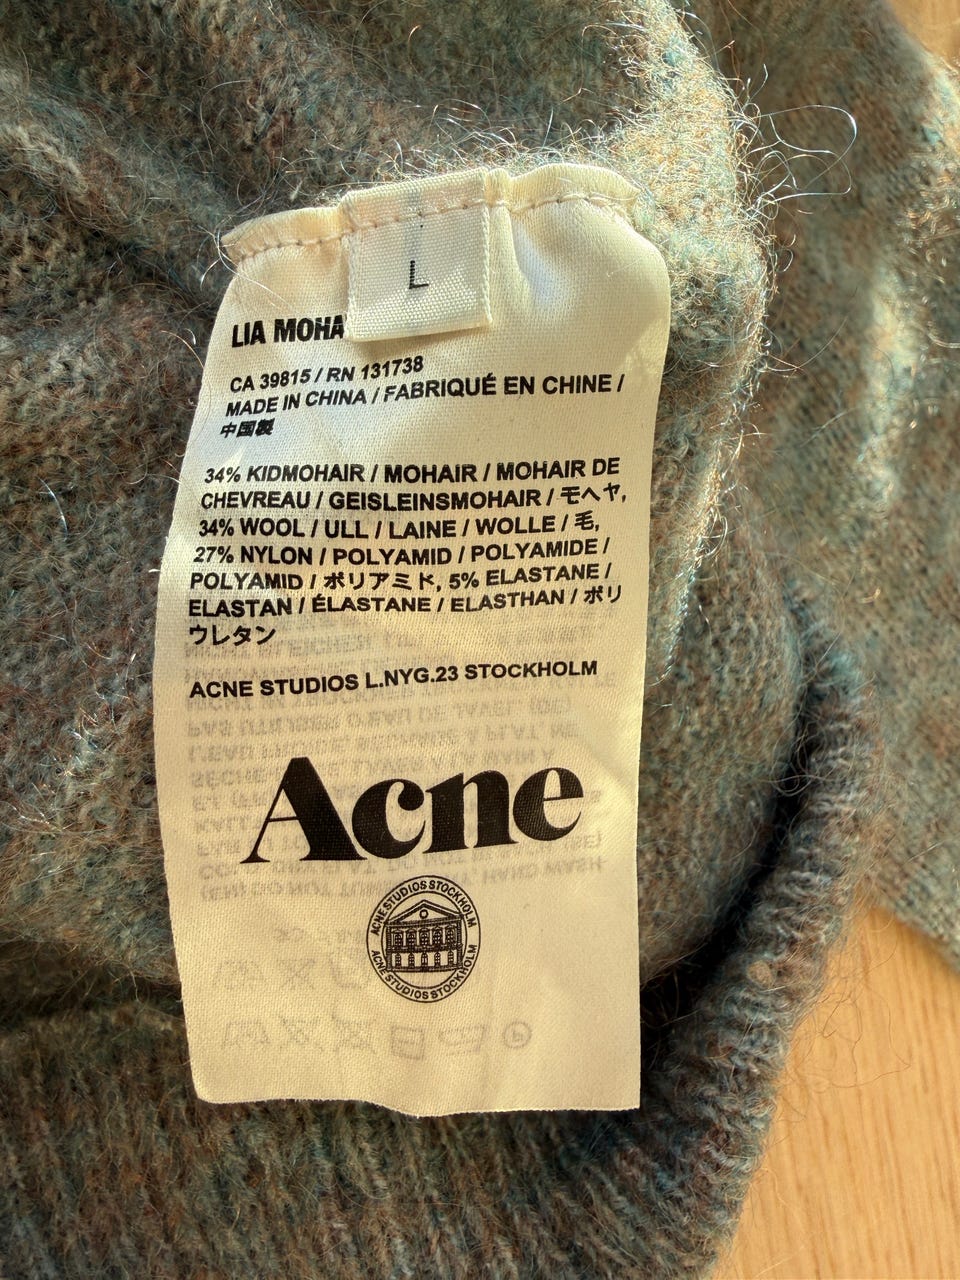 L
LIA MOHA
CA 39815 / RN 131738
MADE IN CHINA / FABRIQUÉ EN CHINE /
中国製
34% KIDMOHAIR / MOHAIR / MOHAIR DE
CHEVREAU / GEISLEINSMOHAIR / モヘヤ,
34% WOOL / ULL / LAINE / WOLLE / 毛,
27% NYLON / POLYAMID / POLYAMIDE /
POLYAMID / ポリアミド, 5% ELASTANE /
ELASTAN / ÉLASTANE / ELASTHAN / ポリ
ウレタン
ACNE STUDIOS L.NYG.23 STOCKHOLM
Acne
ACNE STUDIOS STOCKHOLM
ACNE STUDIOS STOCKHOLM